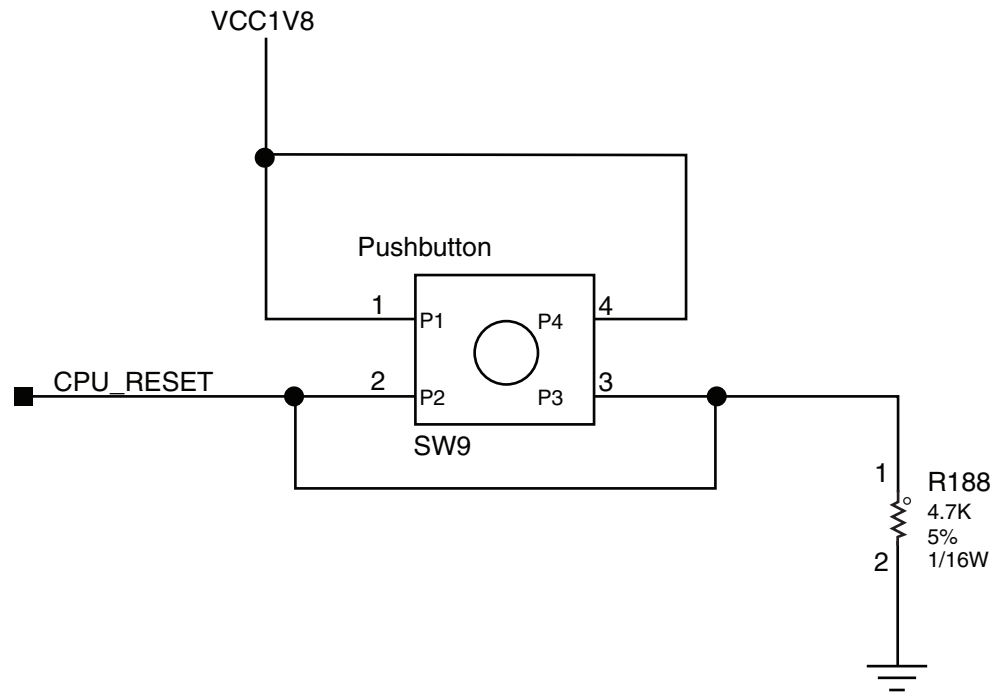 VCC1V8
Pushbutton
1
P1
P4
4
CPU_RESET
2
P2
P3
3
SW9
1
R188
4.7K
5%
1/16W
2